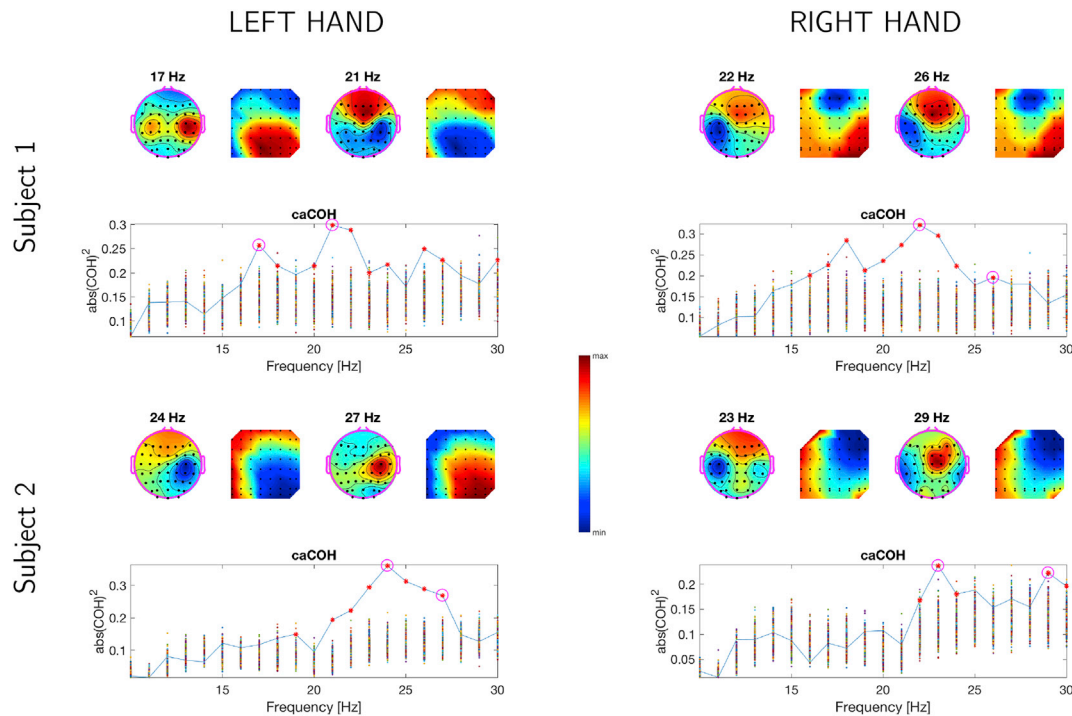 LEFT HAND
RIGHT HAND
Subject 1
17 Hz
21 Hz
22 Hz
26 Hz
caCOH
abs(COH)²
0.3
0.25
0.2
0.15
0.1
15
20
25
30
Frequency [Hz]
caCOH
abs(COH)²
0.3
0.25
0.2
0.15
0.1
15
20
25
30
Frequency [Hz]
max
min
Subject 2
24 Hz
27 Hz
23 Hz
29 Hz
caCOH
abs(COH)²
0.3
0.2
0.1
15
20
25
30
Frequency [Hz]
caCOH
abs(COH)²
0.2
0.15
0.1
0.05
15
20
25
30
Frequency [Hz]